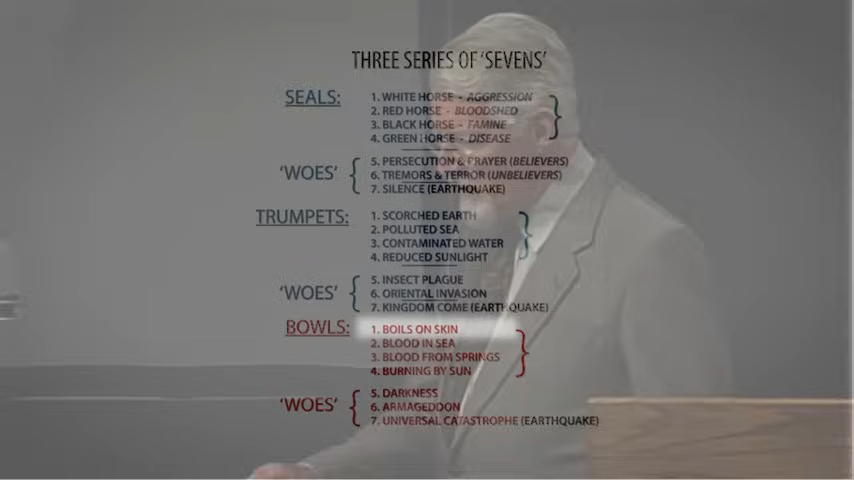 THREE SERIES OF 'SEVENS'
SEALS:
1. WHITE HORSE - AGGRESSION
2. RED HORSE - BLOODSHED
3. BLACK HORSE - FAMINE
4. GREEN HORSE - DISEASE
'WOES'
5. PERSECUTION & PRAYER (BELIEVERS)
6. TREMORS & TERROR (UNBELIEVERS)
7. SILENCE (EARTHQUAKE)
TRUMPETS:
1. SCORCHED EARTH
2. POLLUTED SEA
3. CONTAMINATED WATER
4. REDUCED SUNLIGHT
'WOES'
5. INSECT PLAGUE
6. ORIENTAL INVASION
7. KINGDOM COME (EARTHQUAKE)
BOWLS:
1. BOILS ON SKIN
2. BLOOD IN SEA
3. BLOOD FROM SPRINGS
4. BURNING BY SUN
'WOES'
5. DARKNESS
6. ARMAGEDDON
7. UNIVERSAL CATASTROPHE (EARTHQUAKE)